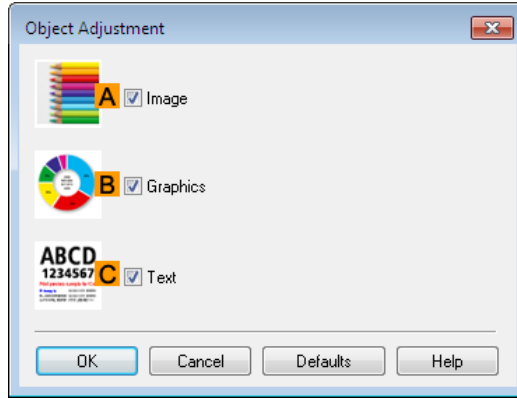 Object Adjustment
A Image
B Graphics
ABCD
1234567
C Text
OK Cancel Defaults Help